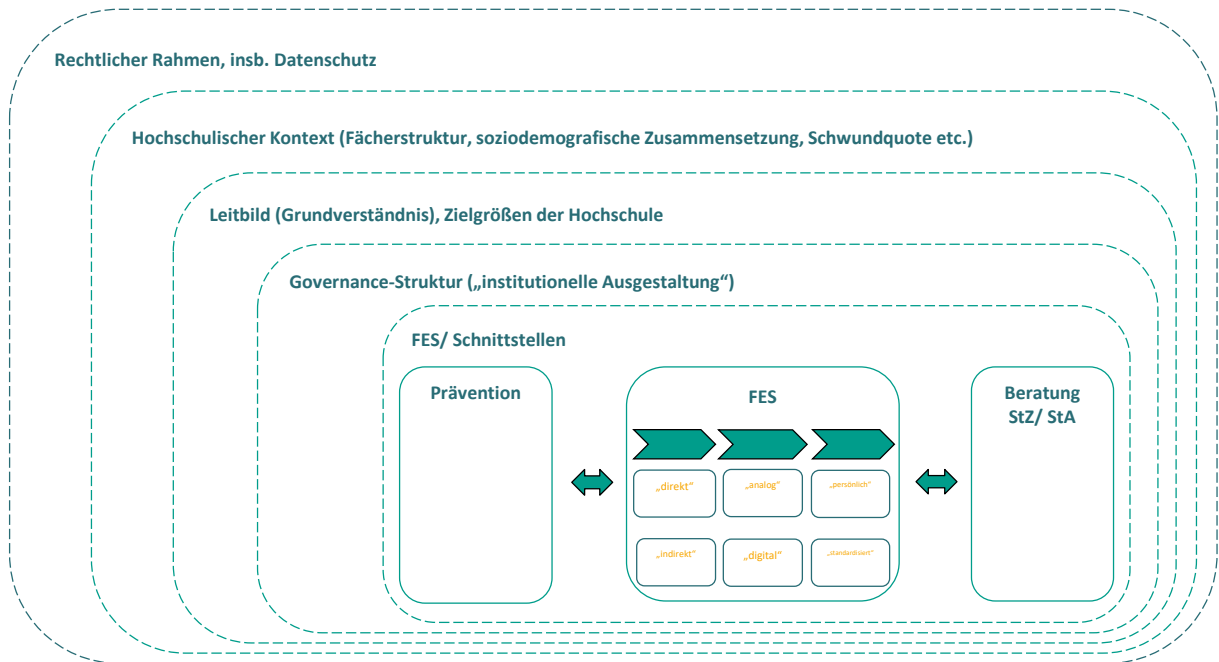 Rechtlicher Rahmen, insb. Datenschutz
Hochschulischer Kontext (Fächerstruktur, soziodemografische Zusammensetzung, Schwundquote etc.)
Leitbild (Grundverständnis), Zielgrößen der Hochschule
Governance-Struktur („institutionelle Ausgestaltung“)
FES/ Schnittstellen
Prävention
FES
„direkt“
„analog“
„persönlich“
„indirekt“
„digital“
„standardisiert“
Beratung
StZ/ StA